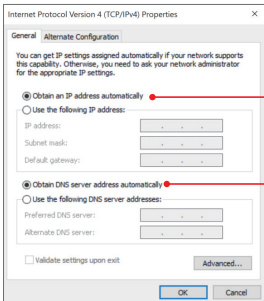 Internet Protocol Version 4 (TCP/IPv4) Properties
General
Alternate Configuration
You can get IP settings assigned automatically if your network supports
this capability. Otherwise, you need to ask your network administrator
for the appropriate IP settings.
Obtain an IP address automatically
Use the following IP address:
IP address:
Subnet mask:
Default gateway:
Obtain DNS server address automatically
Use the following DNS server addresses:
Preferred DNS server:
Alternate DNS server:
Validate settings upon exit
Advanced...
OK
Cancel